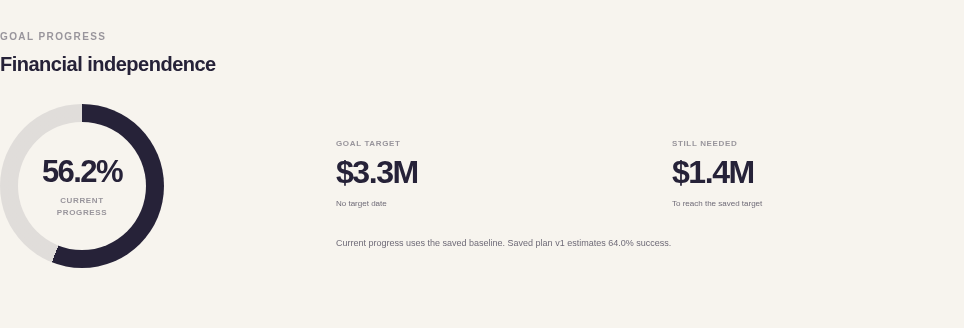 GOAL PROGRESS
Financial independence
56.2%
CURRENT
PROGRESS
GOAL TARGET
$3.3M
No target date
STILL NEEDED
$1.4M
To reach the saved target
Current progress uses the saved baseline. Saved plan v1 estimates 64.0% success.